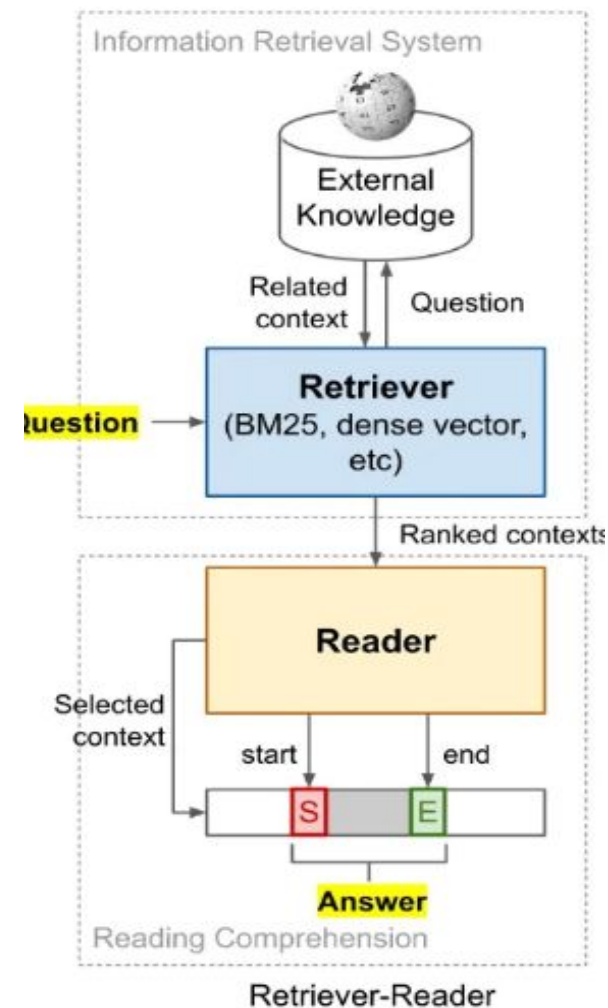 Information Retrieval System
External
Knowledge
Related
context
Question
Question
Retriever
(BM25, dense vector,
etc)
Ranked contexts
Reader
Selected
context
start
end
S
E
Answer
Reading Comprehension
Retriever-Reader